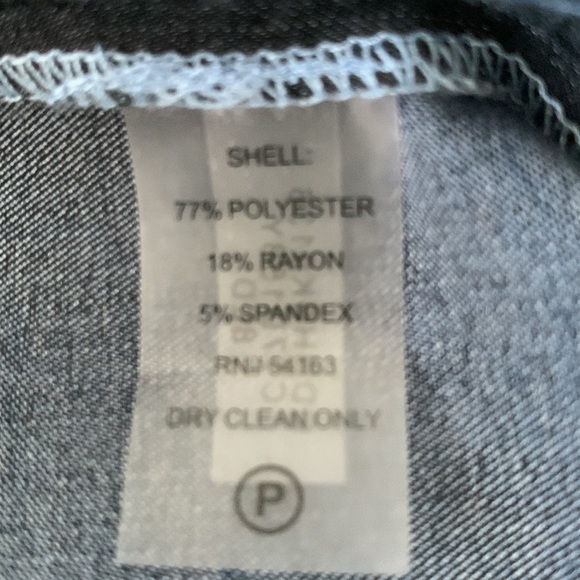 SHELL:
77% POLYESTER
18% RAYON
5% SPANDEX
RN# 54163
DRY CLEAN ONLY
P